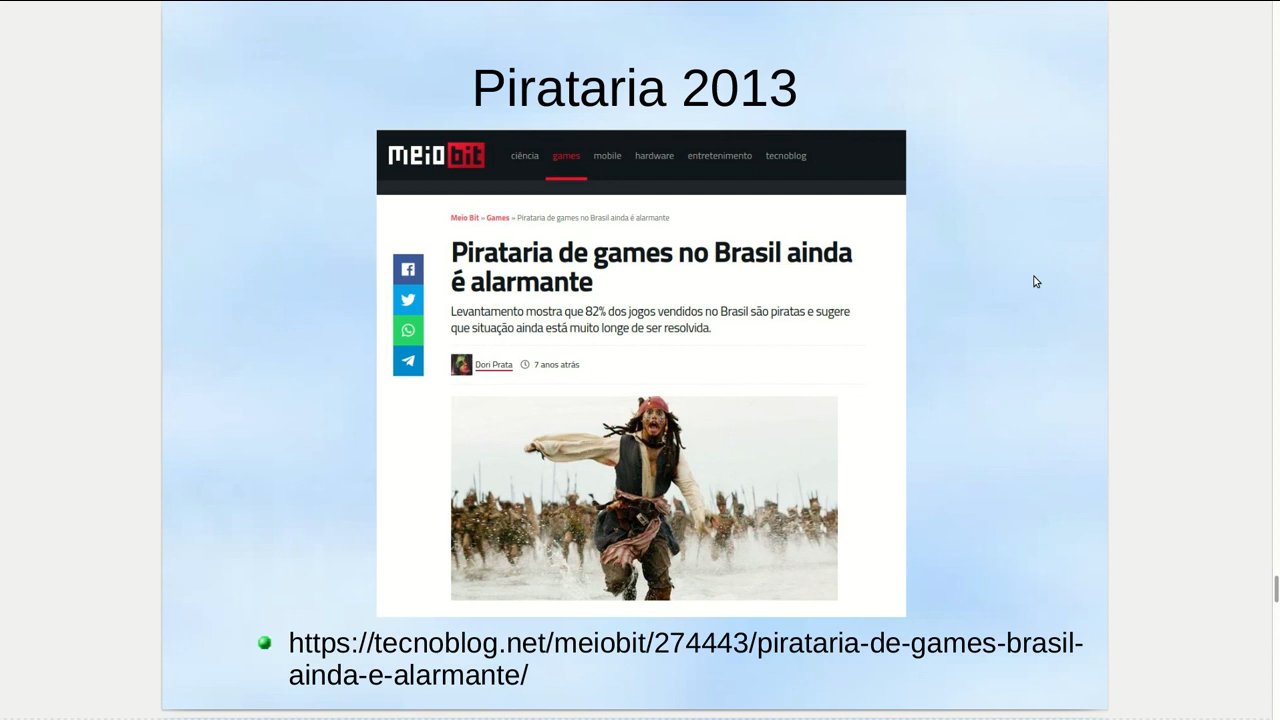 Pirataria 2013
meiobit
ciência games mobile hardware entretenimento tecnoblog
Meio Bit » Games » Pirataria de games no Brasil ainda é alarmante
Pirataria de games no Brasil ainda
é alarmante
Levantamento mostra que 82% dos jogos vendidos no Brasil são piratas e sugere
que situação ainda está muito longe de ser resolvida.
Dori Prata 7 anos atrás
https://tecnoblog.net/meiobit/274443/pirataria-de-games-brasil-
ainda-e-alarmante/